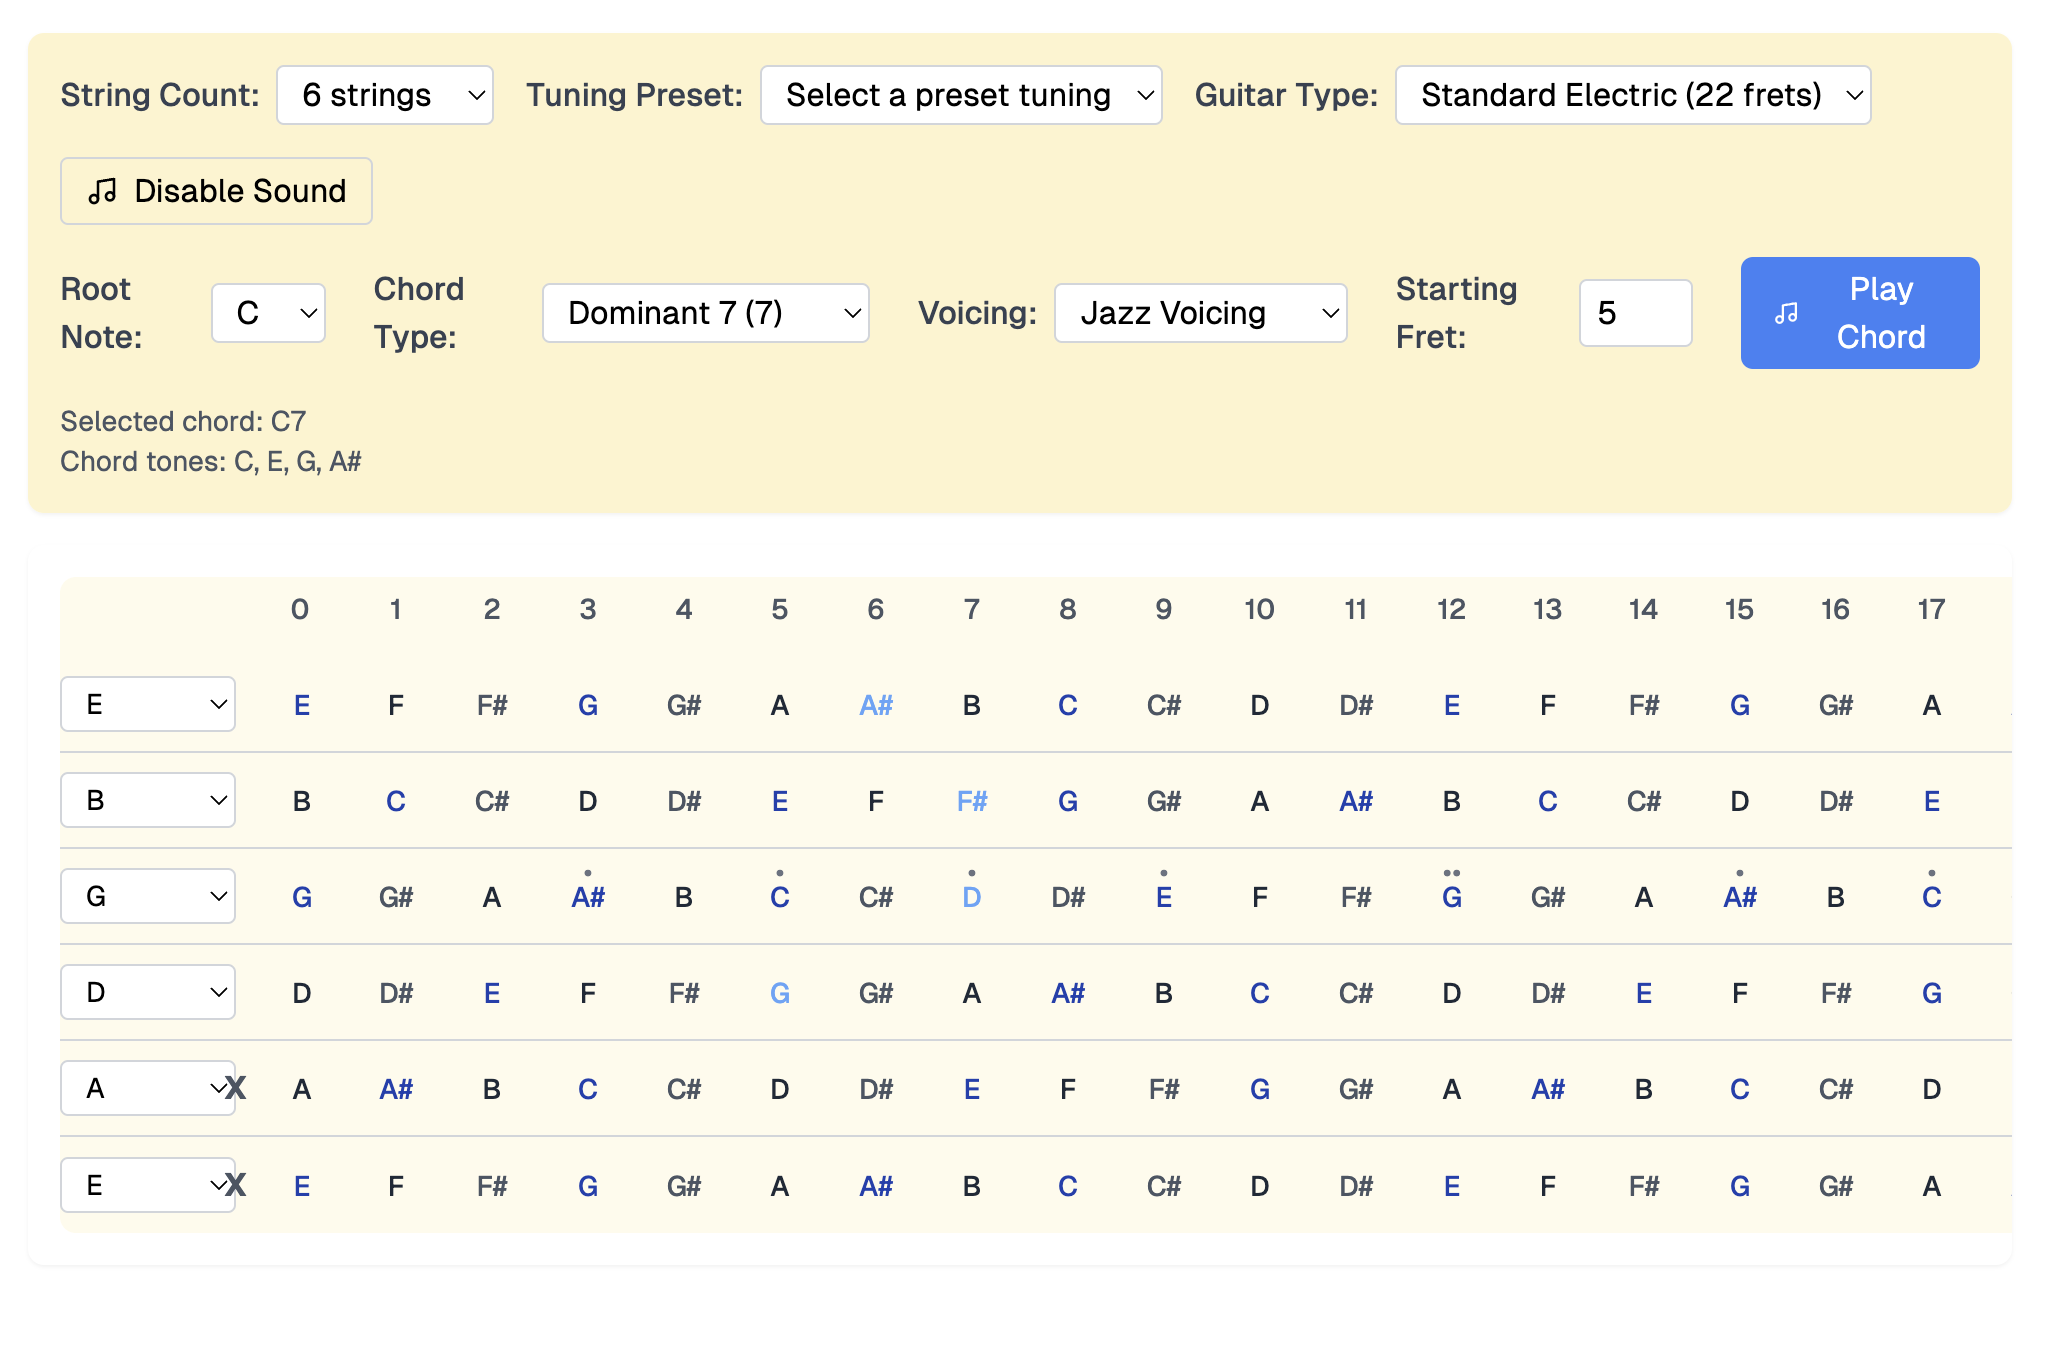 String Count: 6 strings Tuning Preset: Select a preset tuning Guitar Type: Standard Electric (22 frets)
Disable Sound
Root Note: C Chord Type: Dominant 7 (7) Voicing: Jazz Voicing Starting Fret: 5 Play Chord
Selected chord: C7
Chord tones: C, E, G, A#
0 1 2 3 4 5 6 7 8 9 10 11 12 13 14 15 16 17
E E F F# G G# A A# B C C# D D# E F F# G G# A
B B C C# D D# E F F# G G# A A# B C C# D D# E
G G G# A A# B C C# D D# E F F# G G# A A# B C
D D D# E F F# G G# A A# B C C# D D# E F F# G
A X A A# B C C# D D# E F F# G G# A A# B C C# D
E X E F F# G G# A A# B C C# D D# E F F# G G# A